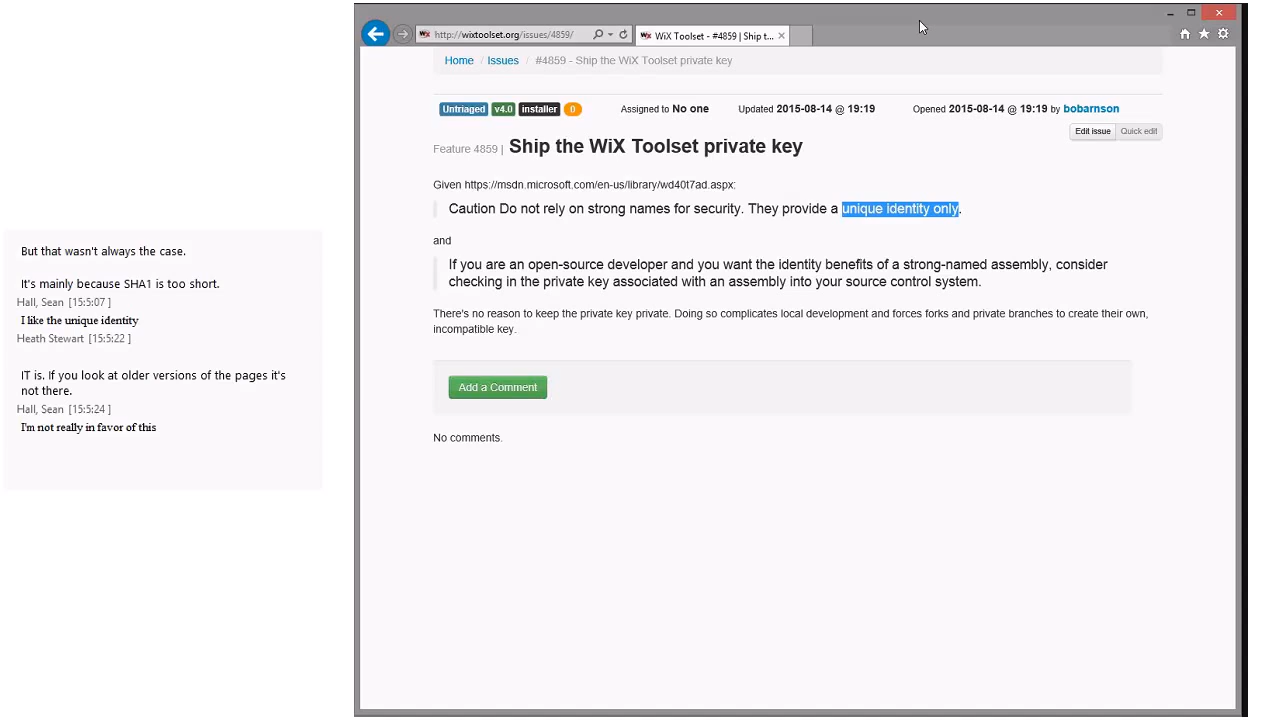 But that wasn't always the case.
It's mainly because SHA1 is too short.
Hall, Sean [15:5:07 ]
I like the unique identity
Heath Stewart [15:5:22 ]
IT is. If you look at older versions of the pages it's
not there.
Hall, Sean [15:5:24 ]
I'm not really in favor of this
http://wixtoolset.org/issues/4859/
WiX Toolset - #4859 | Ship t...
Home / Issues / #4859 - Ship the WiX Toolset private key
Untriaged v4.0 installer 0 Assigned to No one Updated 2015-08-14 @ 19:19 Opened 2015-08-14 @ 19:19 by bobarnson
Edit issue Quick edit
Feature 4859 | Ship the WiX Toolset private key
Given https://msdn.microsoft.com/en-us/library/wd40t7ad.aspx:
Caution Do not rely on strong names for security. They provide a unique identity only.
and
If you are an open-source developer and you want the identity benefits of a strong-named assembly, consider
checking in the private key associated with an assembly into your source control system.
There's no reason to keep the private key private. Doing so complicates local development and forces forks and private branches to create their own,
incompatible key.
Add a Comment
No comments.